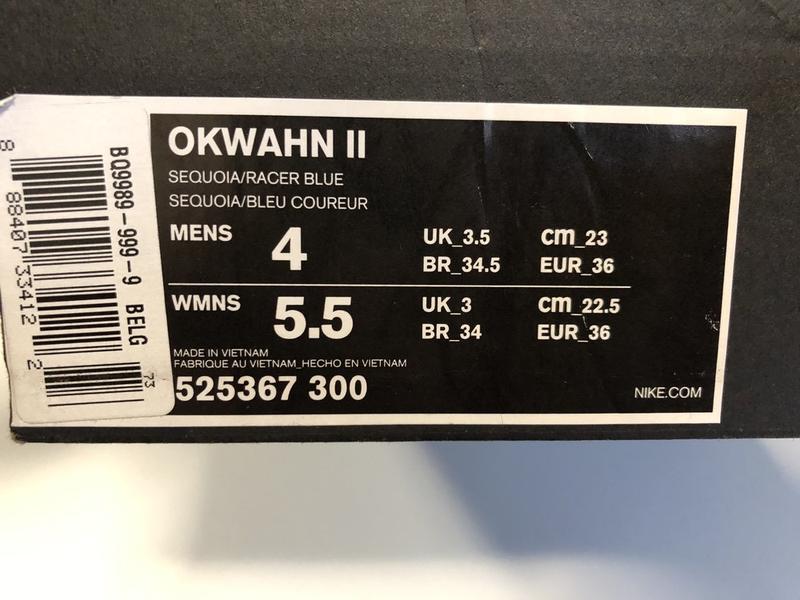 OKWAHN II
SEQUOIA/RACER BLUE
SEQUOIA/BLEU COUREUR
MENS 4 UK_3.5 cm_23
BR_34.5 EUR_36
WMNS 5.5 UK_3 cm_22.5
BR_34 EUR_36
MADE IN VIETNAM
FABRIQUE AU VIETNAM_HECHO EN VIETNAM
525367 300
NIKE.COM
BQ9989-999-9 BELG
8 88407 33412 2
73